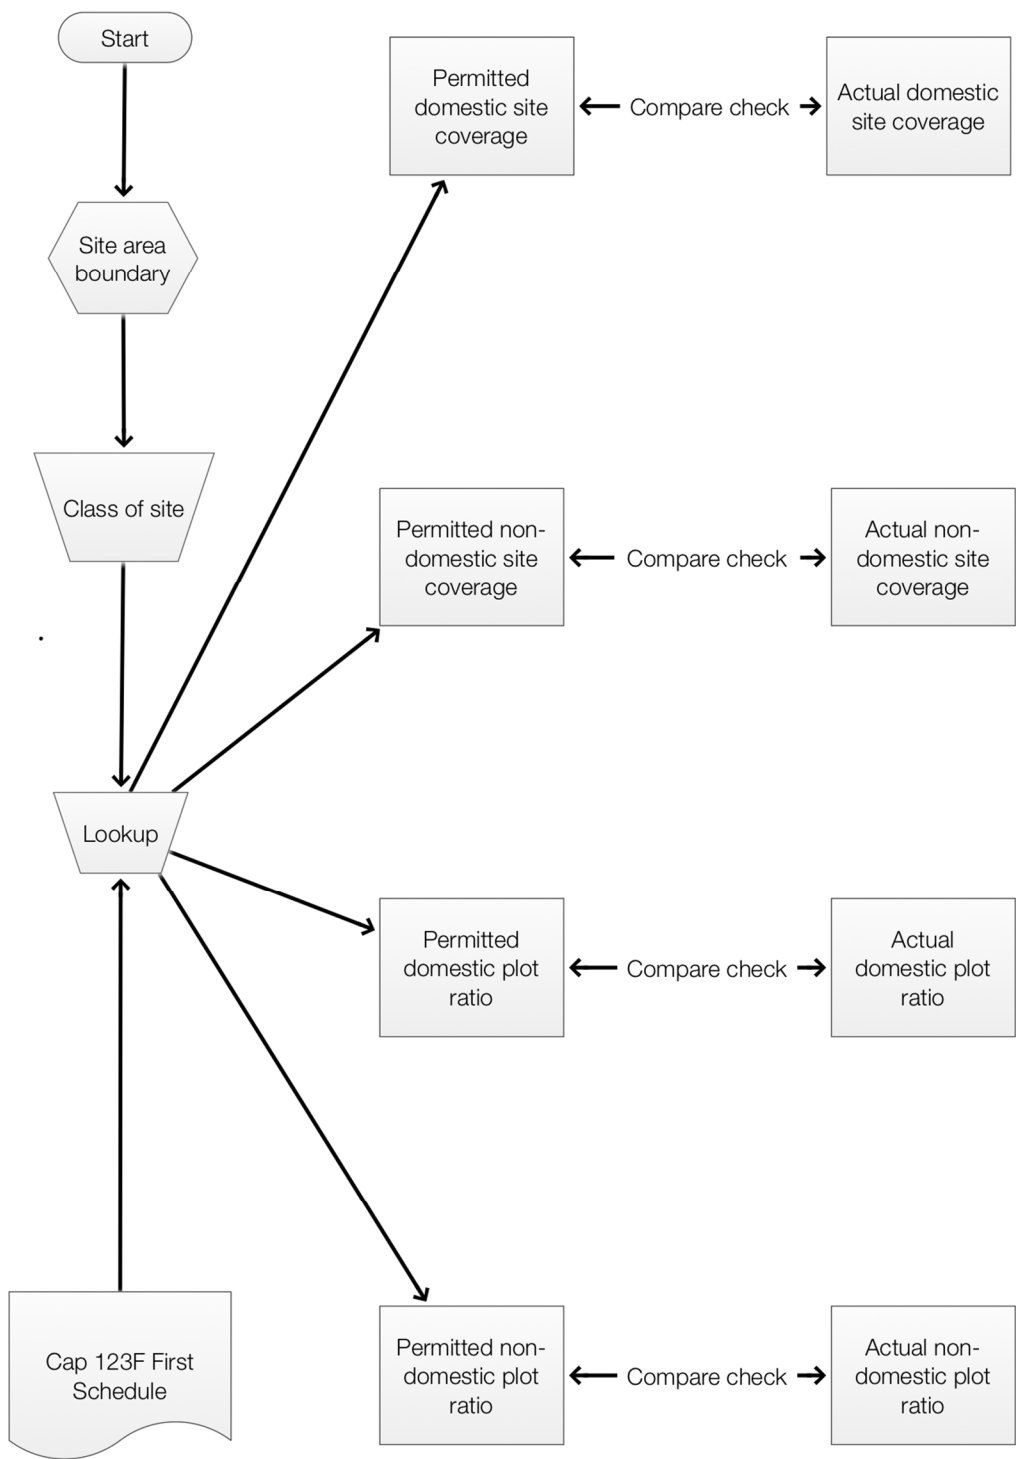 Start
Permitted
domestic site
coverage
Compare check
Actual domestic
site coverage
Site area
boundary
Class of site
Permitted non-
domestic site
coverage
Compare check
Actual non-
domestic site
coverage
Lookup
Permitted
domestic plot
ratio
Compare check
Actual
domestic plot
ratio
Cap 123F First
Schedule
Permitted non-
domestic plot
ratio
Compare check
Actual non-
domestic plot
ratio